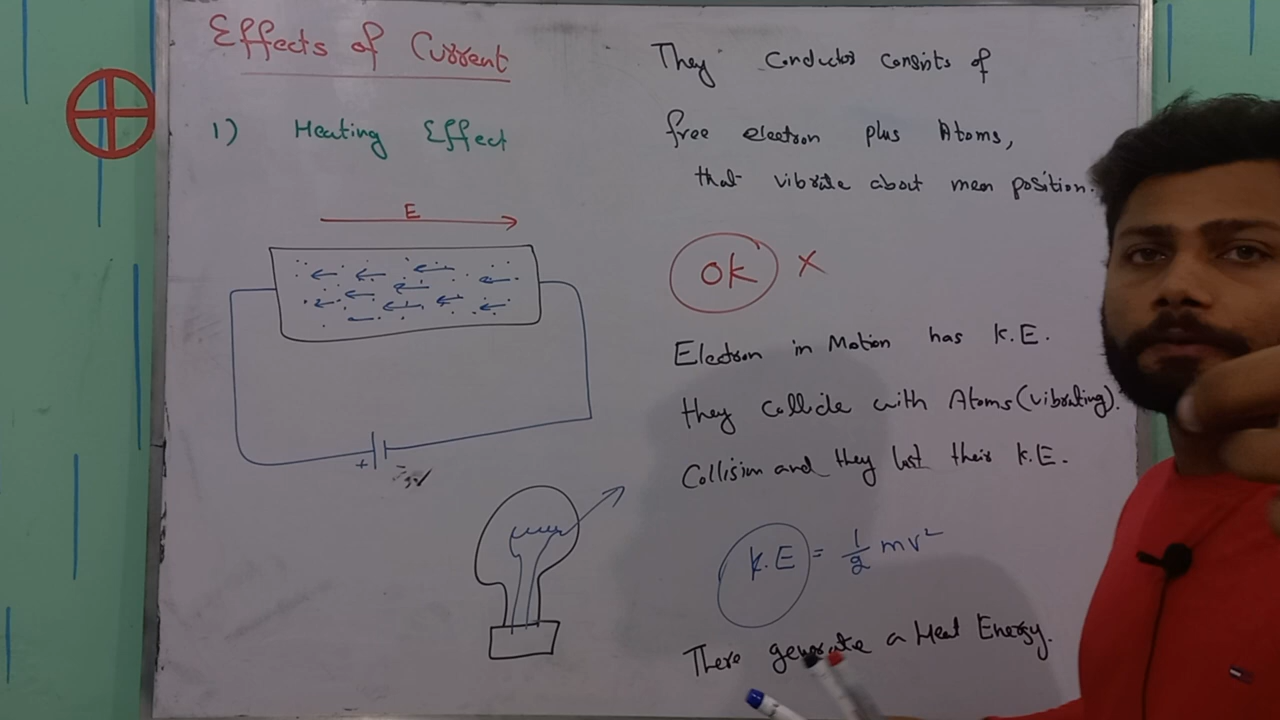 Effects of Current
1) Heating Effect
E
+
They conductor consists of
free electron plus Atoms,
that vibrate about mean position.
OK X
Electron in Motion has K.E.
they collide with Atoms (vibrating).
Collision and they lost their K.E.
K.E = 1/2 mv²
There generate a Heat Energy.